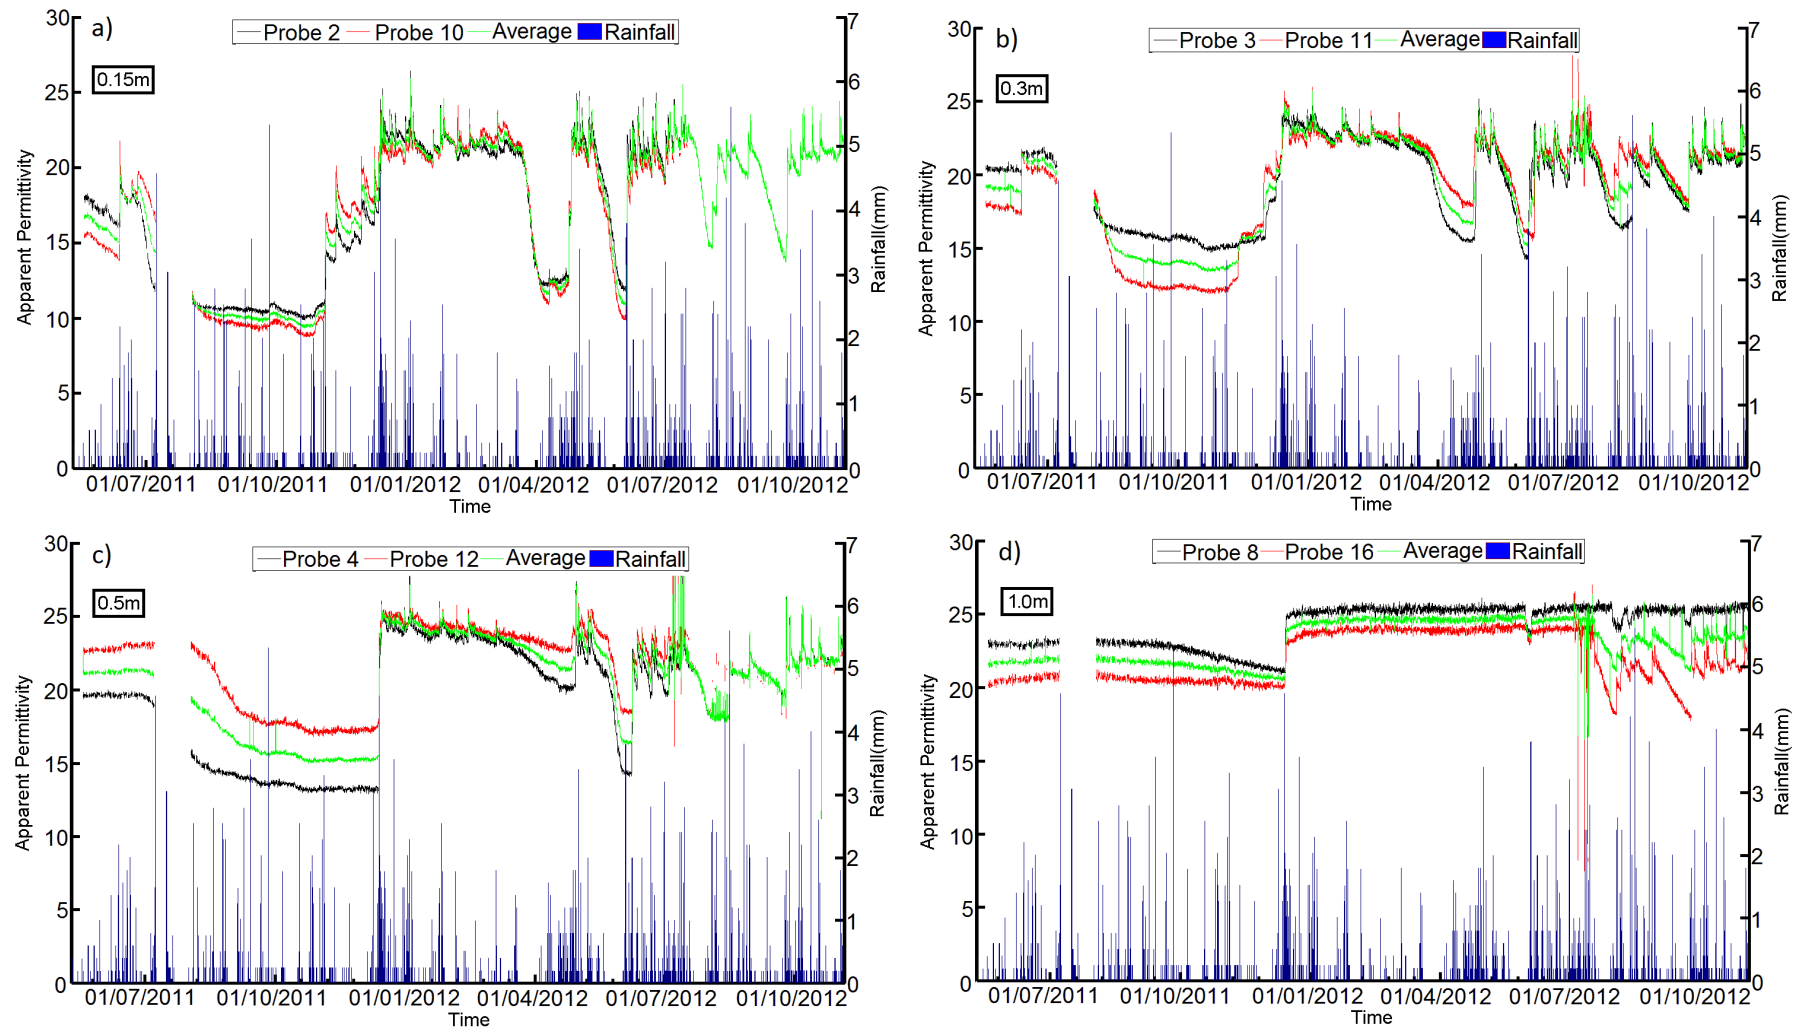 a)
Probe 2 Probe 10 Average Rainfall
0.15m
30
25
20
15
10
5
0
7
6
5
4
3
2
1
0
Apparent Permittivity
Rainfall(mm)
01/07/2011 01/10/2011 01/01/2012 01/04/2012 01/07/2012 01/10/2012
Time
b)
Probe 3 Probe 11 Average Rainfall
0.3m
30
25
20
15
10
5
0
7
6
5
4
3
2
1
0
Apparent Permittivity
Rainfall(mm)
01/07/2011 01/10/2011 01/01/2012 01/04/2012 01/07/2012 01/10/2012
Time
c)
Probe 4 Probe 12 Average Rainfall
0.5m
30
25
20
15
10
5
0
7
6
5
4
3
2
1
0
Apparent Permittivity
Rainfall(mm)
01/07/2011 01/10/2011 01/01/2012 01/04/2012 01/07/2012 01/10/2012
Time
d)
Probe 8 Probe 16 Average Rainfall
1.0m
30
25
20
15
10
5
0
7
6
5
4
3
2
1
0
Apparent Permittivity
Rainfall(mm)
01/07/2011 01/10/2011 01/01/2012 01/04/2012 01/07/2012 01/10/2012
Time